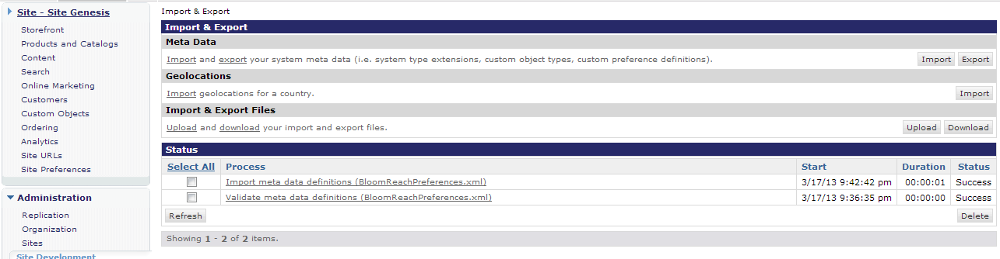 Site - Site Genesis
Storefront
Products and Catalogs
Content
Search
Online Marketing
Customers
Custom Objects
Ordering
Analytics
Site URLs
Site Preferences
Administration
Replication
Organization
Sites
Site Development
Import & Export
Import & Export
Meta Data
Import and export your system meta data (i.e. system type extensions, custom object types, custom preference definitions). Import Export
Geolocations
Import geolocations for a country. Import
Import & Export Files
Upload and download your import and export files. Upload Download
Status
Select All Process Start Duration Status
Import meta data definitions (BloomReachPreferences.xml) 3/17/13 9:42:42 pm 00:00:01 Success
Validate meta data definitions (BloomReachPreferences.xml) 3/17/13 9:36:35 pm 00:00:00 Success
Refresh Delete
Showing 1 - 2 of 2 items.